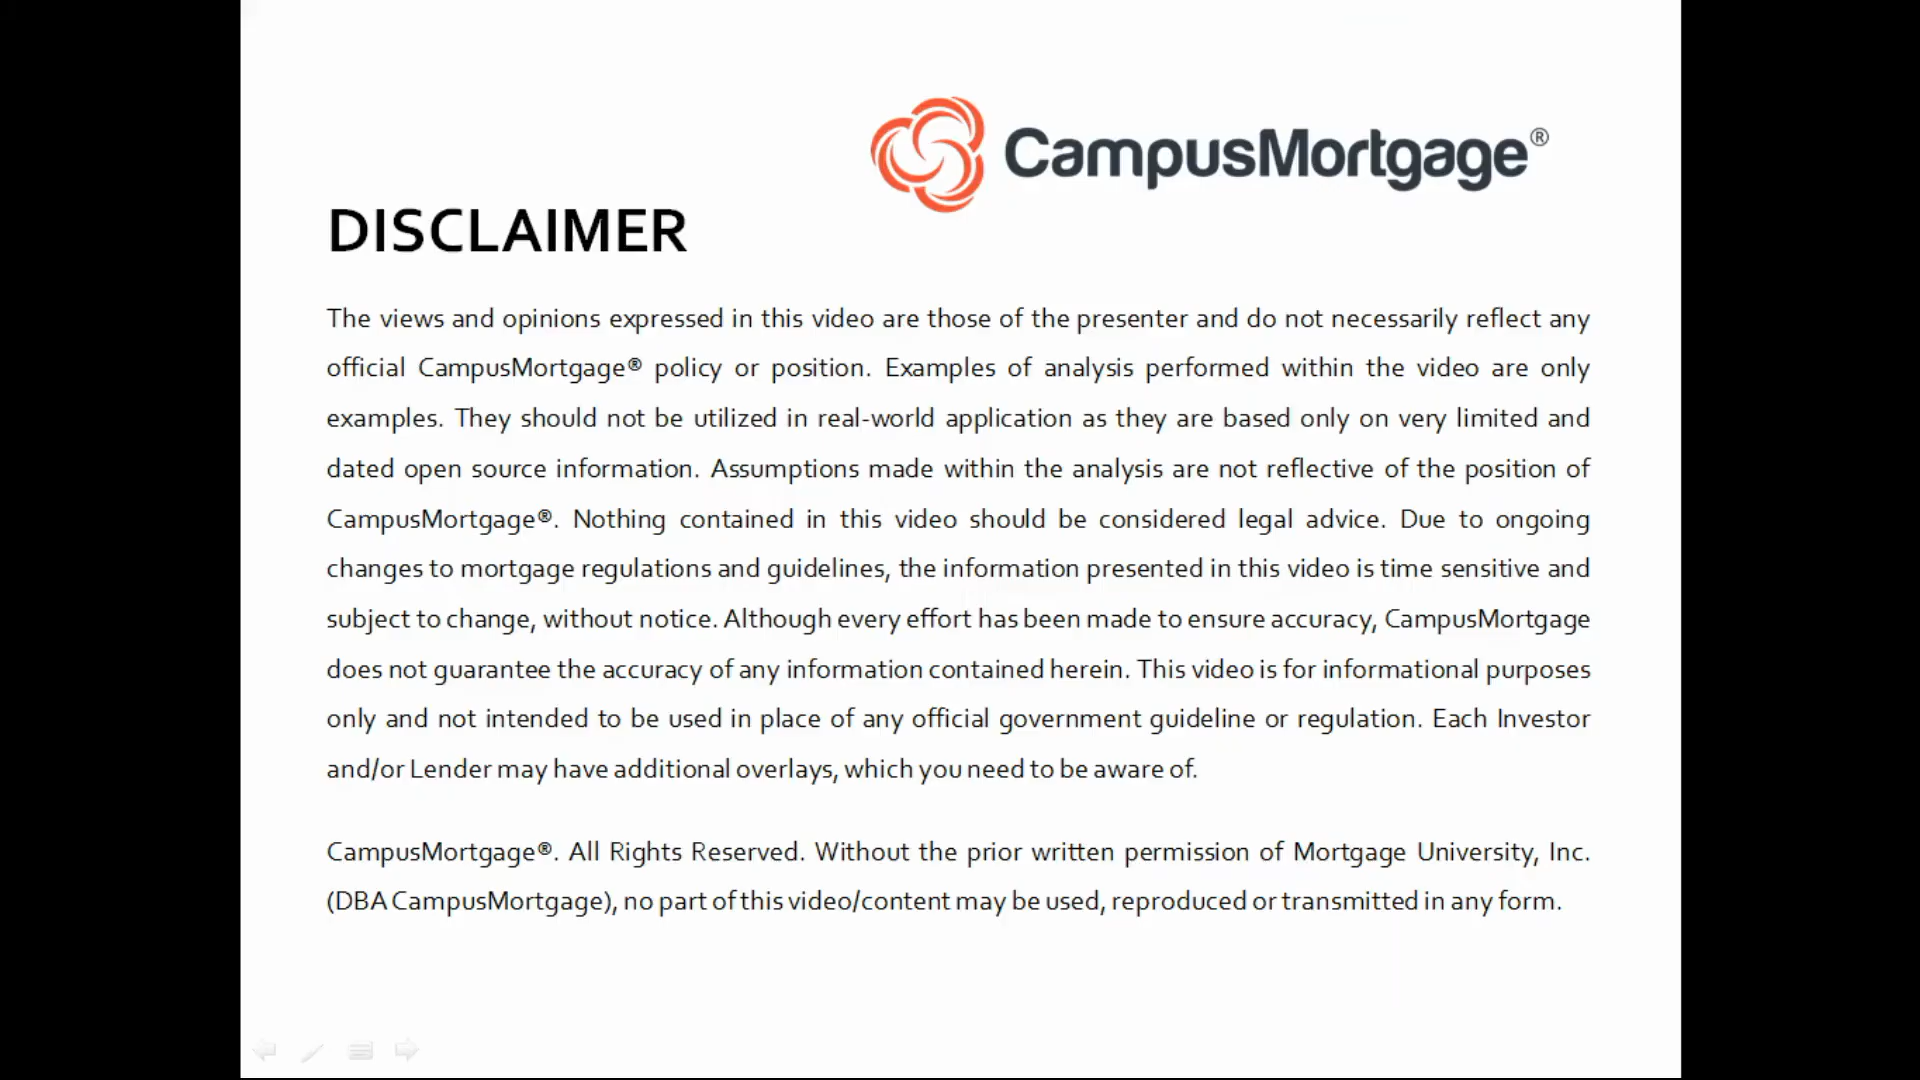 CampusMortgage®
DISCLAIMER
The views and opinions expressed in this video are those of the presenter and do not necessarily reflect any
official CampusMortgage® policy or position. Examples of analysis performed within the video are only
examples. They should not be utilized in real-world application as they are based only on very limited and
dated open source information. Assumptions made within the analysis are not reflective of the position of
CampusMortgage®. Nothing contained in this video should be considered legal advice. Due to ongoing
changes to mortgage regulations and guidelines, the information presented in this video is time sensitive and
subject to change, without notice. Although every effort has been made to ensure accuracy, CampusMortgage
does not guarantee the accuracy of any information contained herein. This video is for informational purposes
only and not intended to be used in place of any official government guideline or regulation. Each Investor
and/or Lender may have additional overlays, which you need to be aware of.
CampusMortgage®. All Rights Reserved. Without the prior written permission of Mortgage University, Inc.
(DBA CampusMortgage), no part of this video/content may be used, reproduced or transmitted in any form.